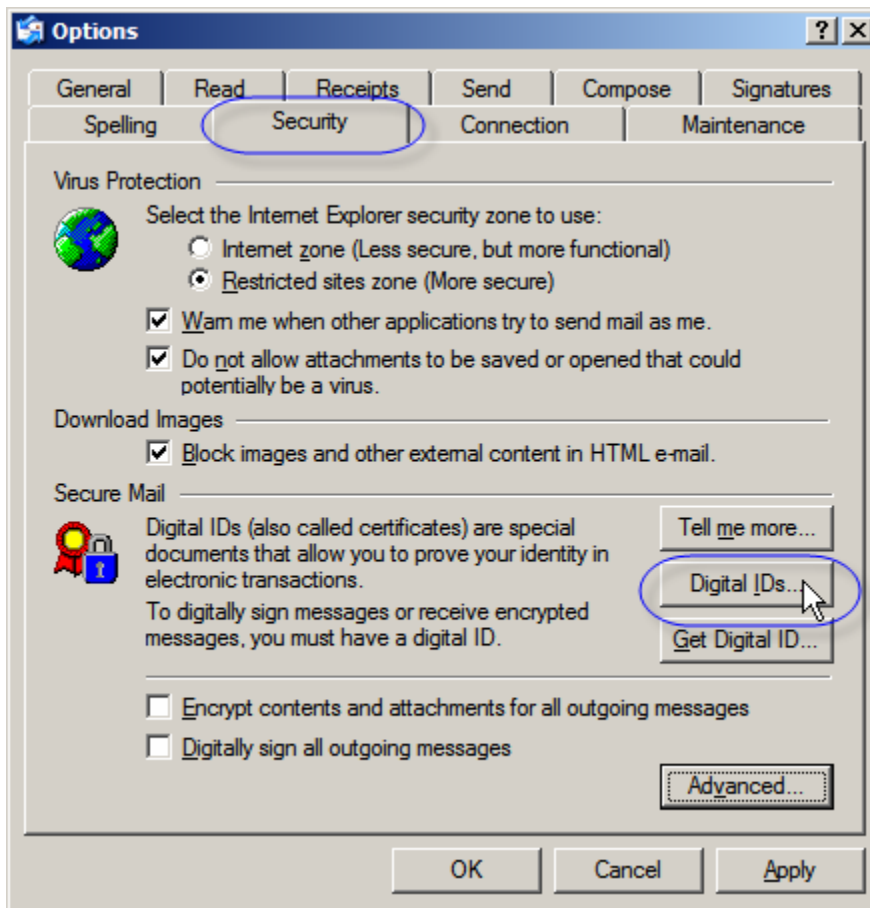 Options
General Read Receipts Send Compose Signatures
Spelling Security Connection Maintenance
Virus Protection
Select the Internet Explorer security zone to use:
Internet zone (Less secure, but more functional)
Restricted sites zone (More secure)
Warn me when other applications try to send mail as me.
Do not allow attachments to be saved or opened that could
potentially be a virus.
Download Images
Block images and other external content in HTML e-mail.
Secure Mail
Digital IDs (also called certificates) are special
documents that allow you to prove your identity in
electronic transactions.
To digitally sign messages or receive encrypted
messages, you must have a digital ID.
Tell me more...
Digital IDs...
Get Digital ID...
Encrypt contents and attachments for all outgoing messages
Digitally sign all outgoing messages
Advanced...
OK Cancel Apply